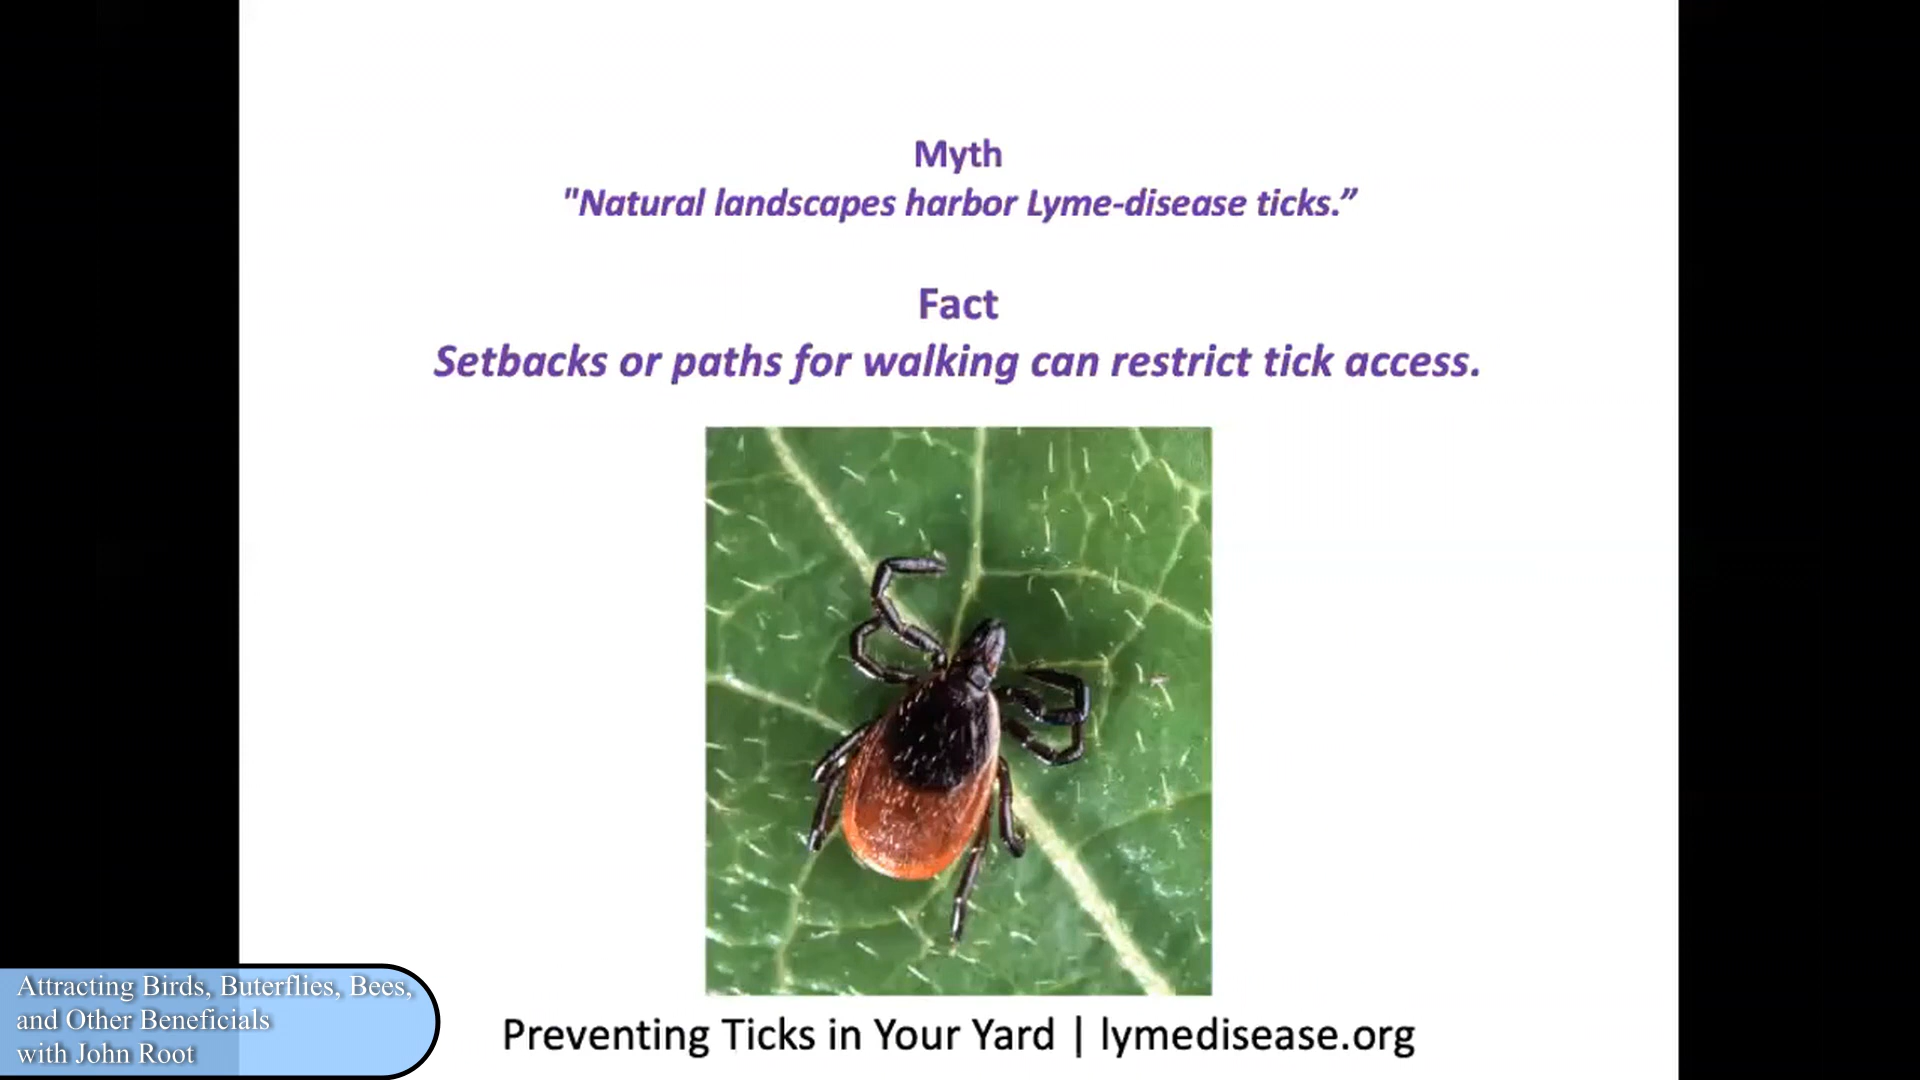 Myth
"Natural landscapes harbor Lyme-disease ticks.”
Fact
Setbacks or paths for walking can restrict tick access.
Preventing Ticks in Your Yard | lymedisease.org
Attracting Birds, Buterflies, Bees,
and Other Beneficials
with John Root